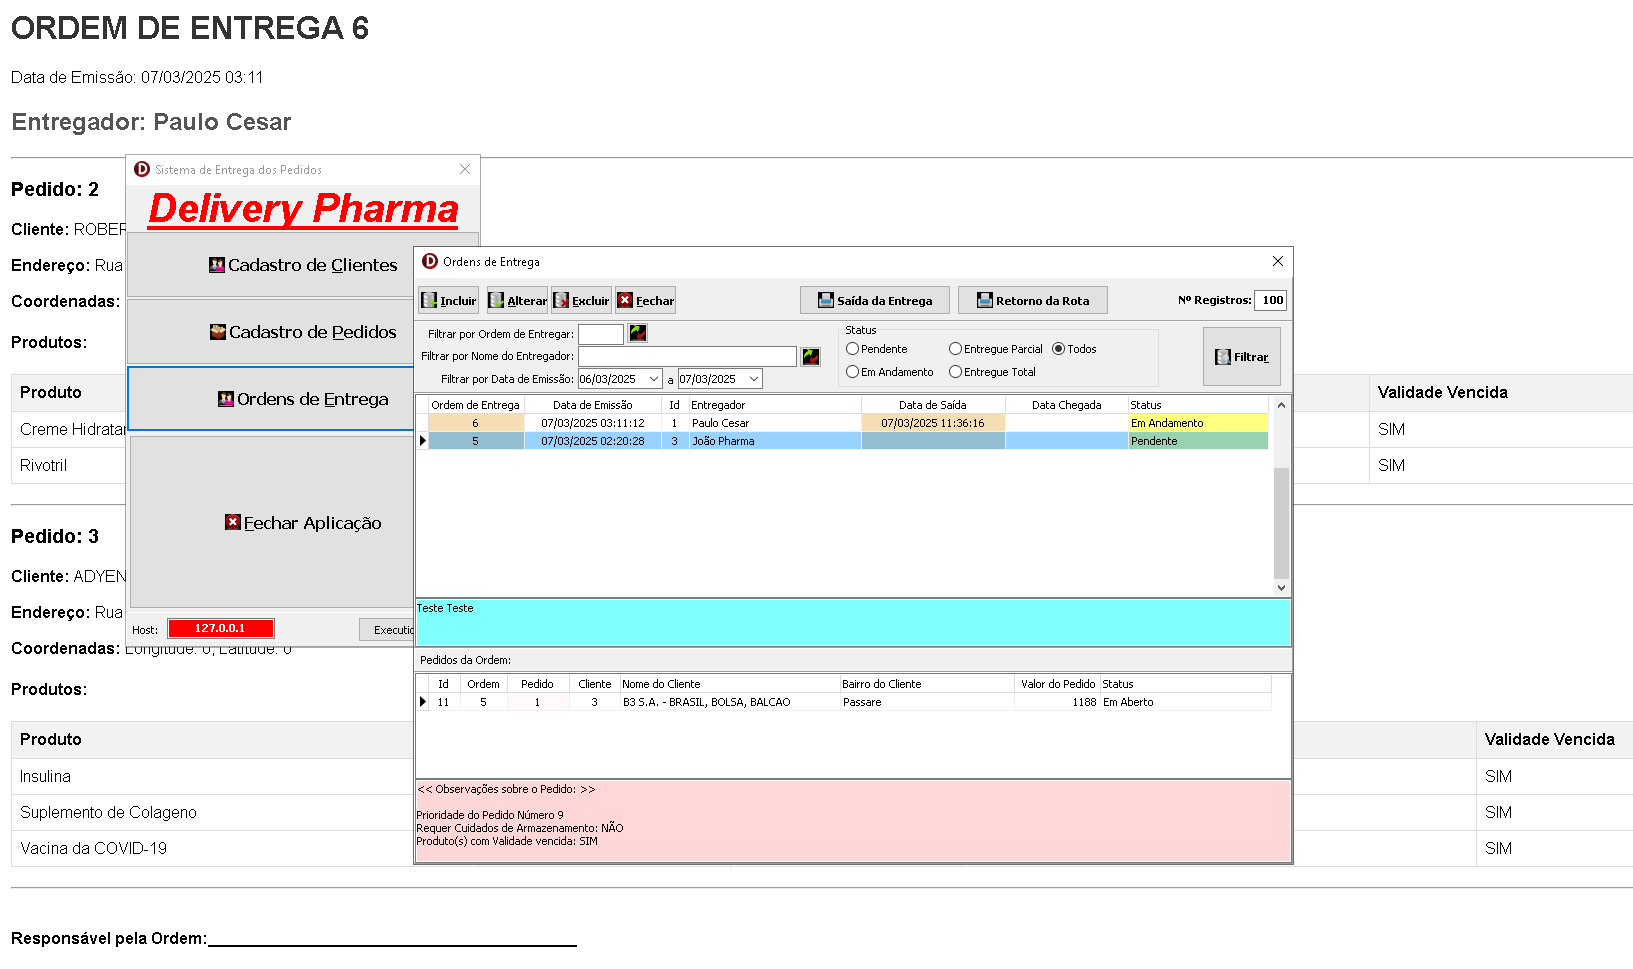 ORDEM DE ENTREGA 6
Data de Emissão: 07/03/2025 03:11
Entregador: Paulo Cesar
Pedido: 2
Cliente: ROBER
Endereço: Rua
Coordenadas:
Produtos:
Produto
Validade Vencida
Creme Hidratar
SIM
Rivotril
SIM
Pedido: 3
Cliente: ADYEN
Endereço: Rua
Coordenadas: Longitude: 0, Latitude: 0
Produtos:
Produto
Validade Vencida
Insulina
SIM
Suplemento de Colageno
SIM
Vacina da COVID-19
SIM
Responsável pela Ordem:
Sistema de Entrega dos Pedidos
Delivery Pharma
Cadastro de Clientes
Cadastro de Pedidos
Ordens de Entrega
Fechar Aplicação
Host: 127.0.0.1
Executio
Ordens de Entrega
Incluir Alterar Excluir Fechar Saída da Entrega Retorno da Rota Nº Registros: 100
Filtrar por Ordem de Entregar:
Filtrar por Nome do Entregador:
Filtrar por Data de Emissão: 06/03/2025 a 07/03/2025
Status
Pendente Entregue Parcial Todos
Em Andamento Entregue Total
Filtrar
Ordem de Entrega Data de Emissão Id Entregador Data de Saída Data Chegada Status
6 07/03/2025 03:11:12 1 Paulo Cesar 07/03/2025 11:36:16 Em Andamento
5 07/03/2025 02:20:28 3 João Pharma Pendente
Teste Teste
Pedidos da Ordem:
Id Ordem Pedido Cliente Nome do Cliente Bairro do Cliente Valor do Pedido Status
11 5 1 3 B3 S.A. - BRASIL, BOLSA, BALCAO Passare 1188 Em Aberto
<< Observações sobre o Pedido: >>
Prioridade do Pedido Número 9
Requer Cuidados de Armazenamento: NÃO
Produto(s) com Validade vencida: SIM